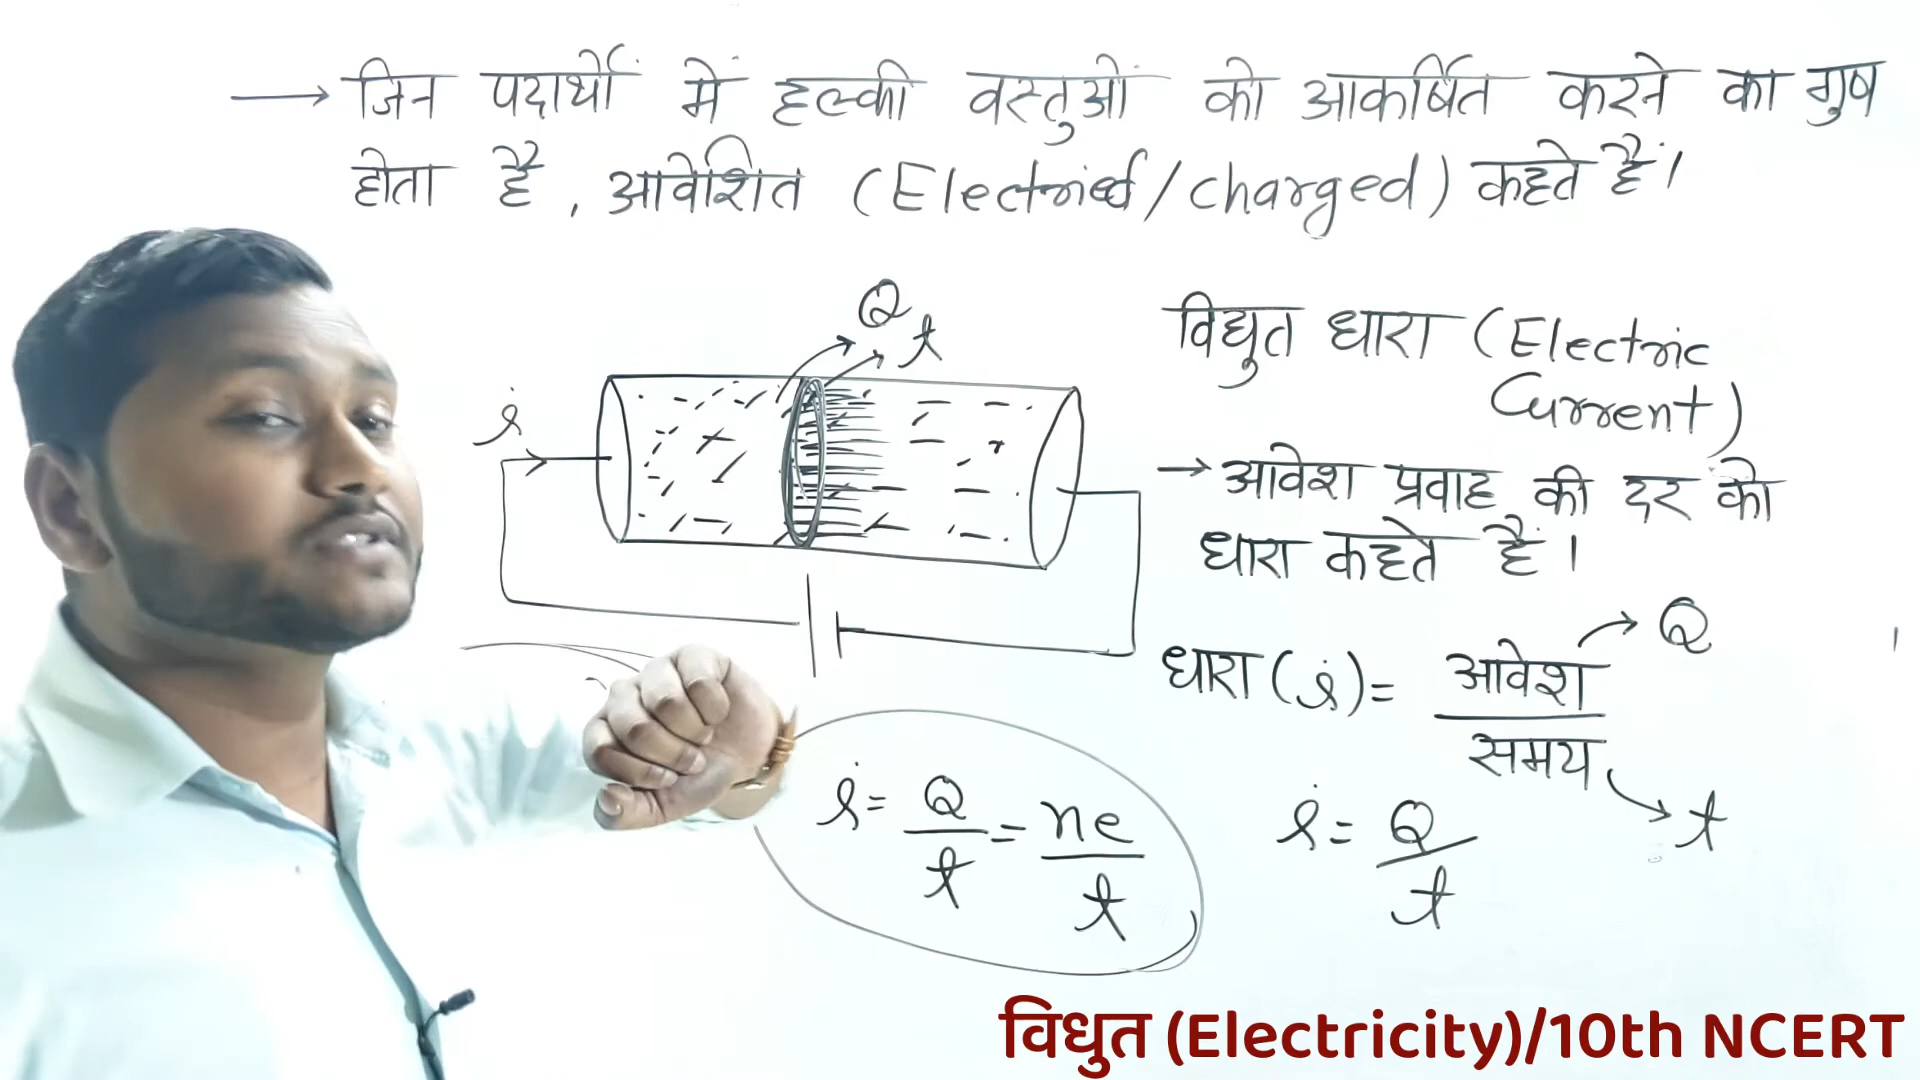 → जिन पदार्थो में हल्की वस्तुओं को आकर्षित करने का गुष
होता है , आवेशित (Electried/charged) कहते है।
Q
t
i
विद्युत धारा (Electric
Current)
→ आवेश प्रवाह की दर को
धारा कहते है।
धारा (i) = आवेश → Q
समय → t
i = Q/t = ne/t
i = Q/t
विधुत (Electricity)/10th NCERT